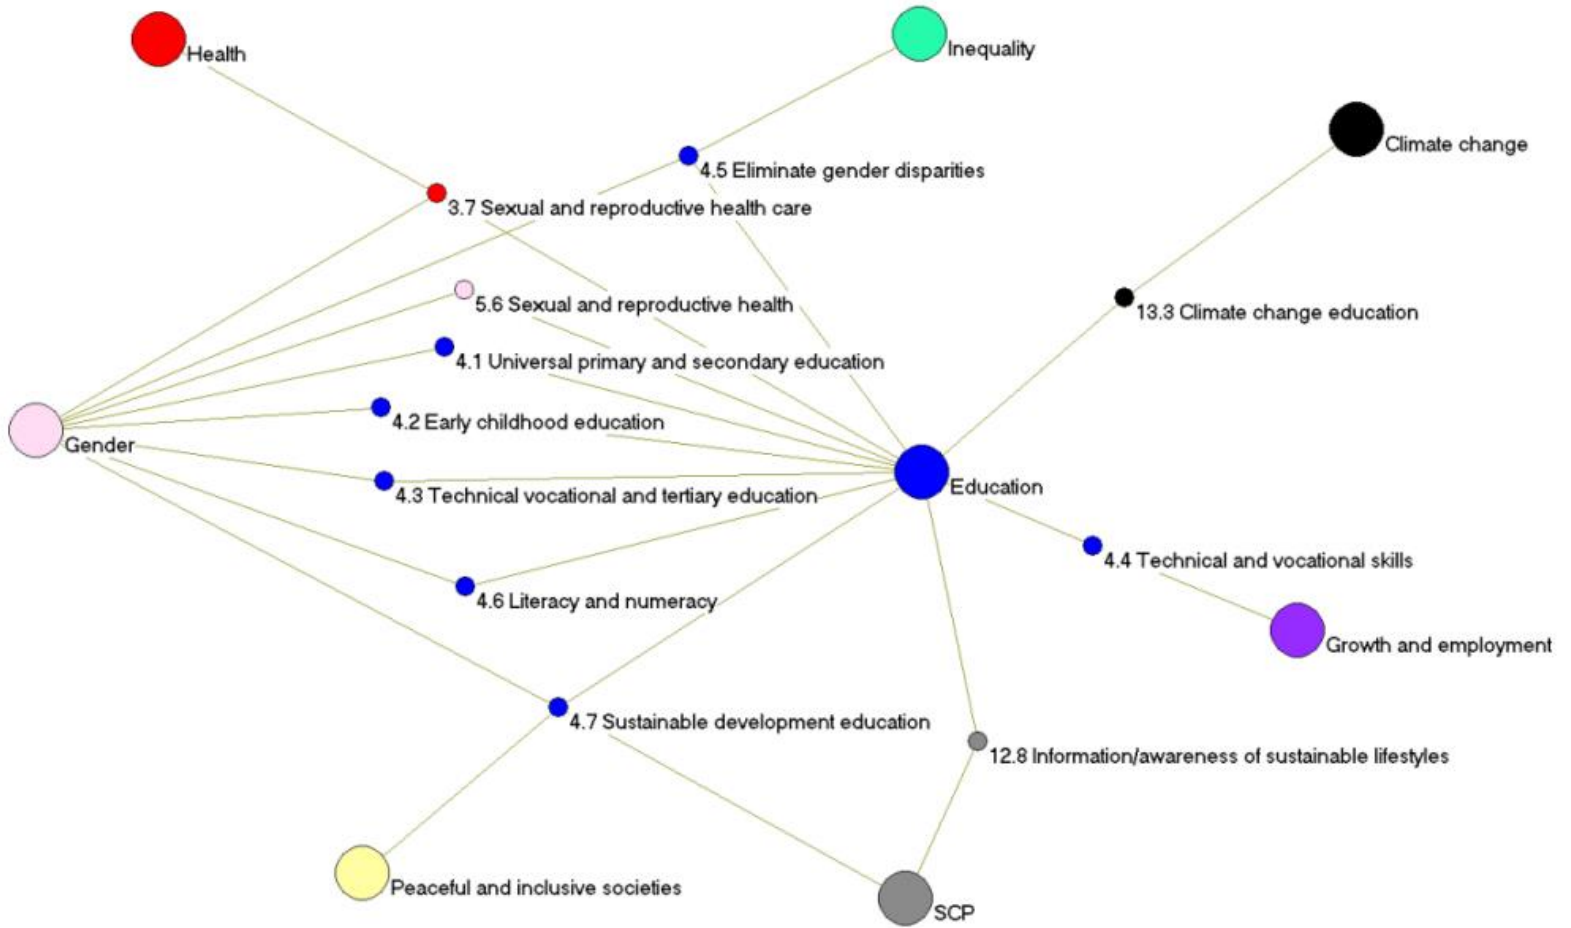 Health
Inequality
Climate change
4.5 Eliminate gender disparities
3.7 Sexual and reproductive health care
5.6 Sexual and reproductive health
13.3 Climate change education
4.1 Universal primary and secondary education
4.2 Early childhood education
Gender
4.3 Technical vocational and tertiary education
Education
4.4 Technical and vocational skills
4.6 Literacy and numeracy
Growth and employment
4.7 Sustainable development education
12.8 Information/awareness of sustainable lifestyles
Peaceful and inclusive societies
SCP